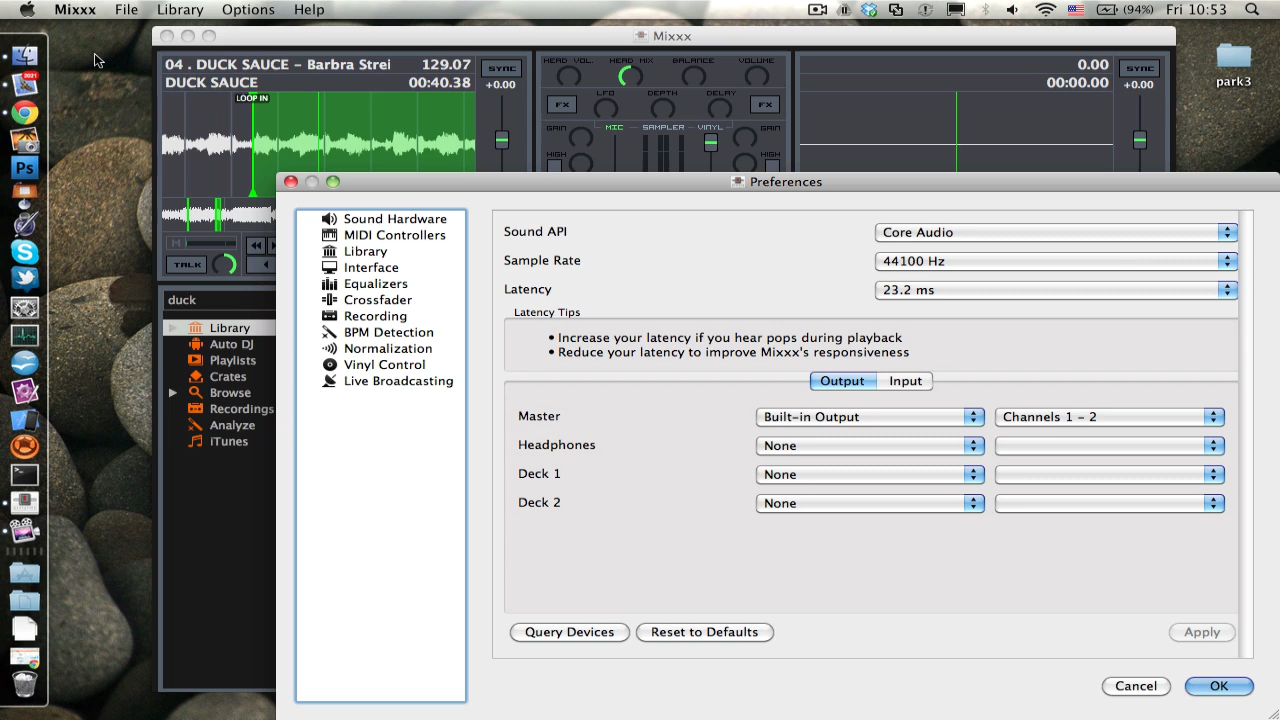 Mixxx File Library Options Help (94%) Fri 10:53
Mixxx
04 . DUCK SAUCE - Barbra Strei 129.07
DUCK SAUCE 00:40.38
SYNC
+0.00
LOOP IN
HEAD VOL. HEAD MIX BALANCE VOLUME
LFO DEPTH DELAY
FX FX
GAIN MIC SAMPLER VINYL GAIN
HIGH HIGH
0.00
00:00.00
SYNC
+0.00
park3
TALK
duck
Library
Auto DJ
Playlists
Crates
Browse
Recordings
Analyze
iTunes
2021
Ps
Preferences
Sound Hardware
MIDI Controllers
Library
Interface
Equalizers
Crossfader
Recording
BPM Detection
Normalization
Vinyl Control
Live Broadcasting
Sound API Core Audio
Sample Rate 44100 Hz
Latency 23.2 ms
Latency Tips
• Increase your latency if you hear pops during playback
• Reduce your latency to improve Mixxx's responsiveness
Output Input
Master Built-in Output Channels 1 - 2
Headphones None
Deck 1 None
Deck 2 None
Query Devices Reset to Defaults Apply
Cancel OK